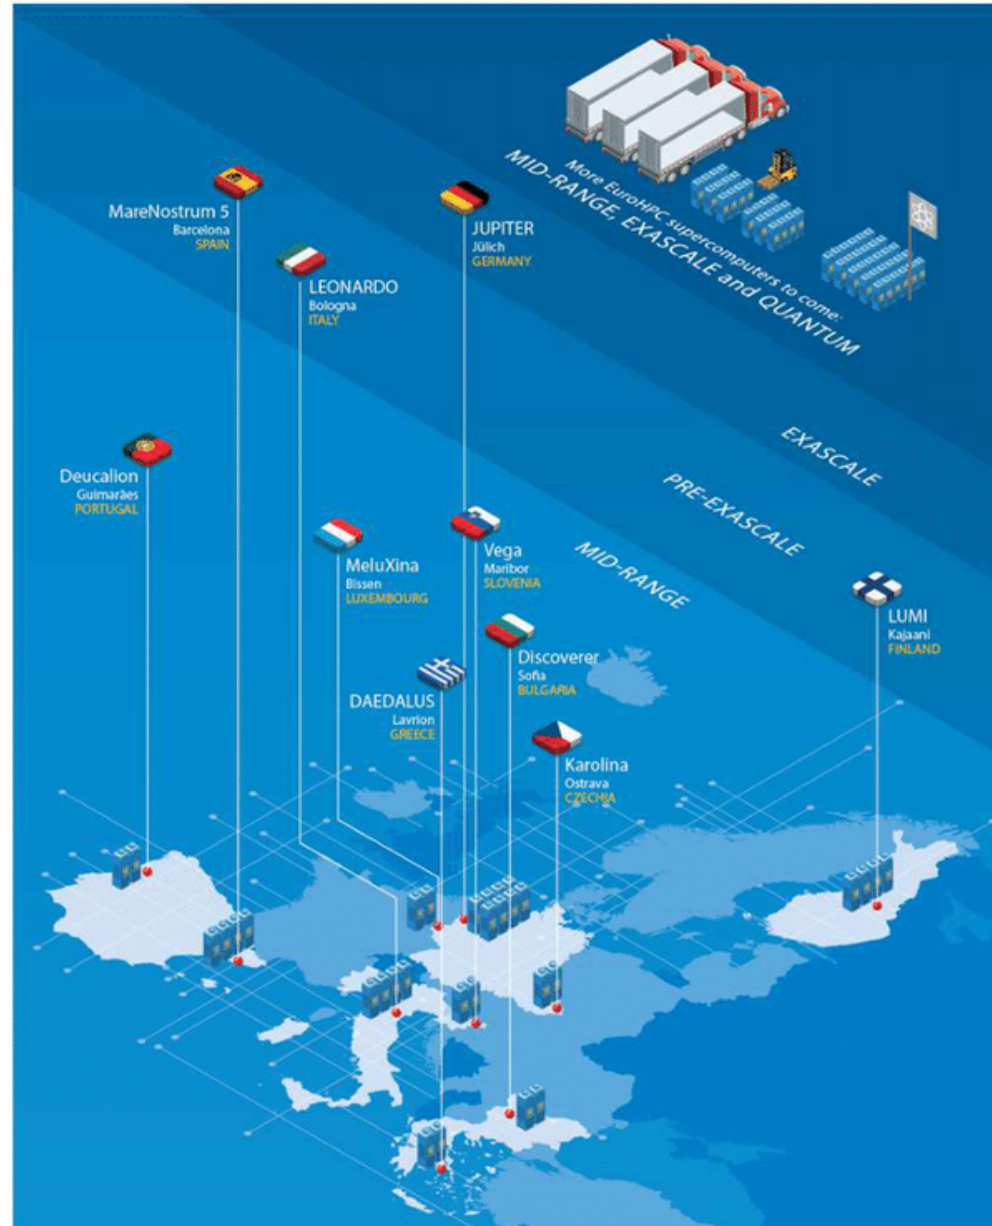 More EuroHPC supercomputers to come:
MID-RANGE, EXASCALE and QUANTUM
MareNostrum 5
Barcelona
SPAIN
JUPITER
Jülich
GERMANY
LEONARDO
Bologna
ITALY
EXASCALE
PRE-EXASCALE
MID-RANGE
Deucalion
Guimarães
PORTUGAL
MeluXina
Bissen
LUXEMBOURG
Vega
Maribor
SLOVENIA
LUMI
Kajaani
FINLAND
Discoverer
Sofia
BULGARIA
DAEDALUS
Lavrion
GREECE
Karolina
Ostrava
CZECHIA